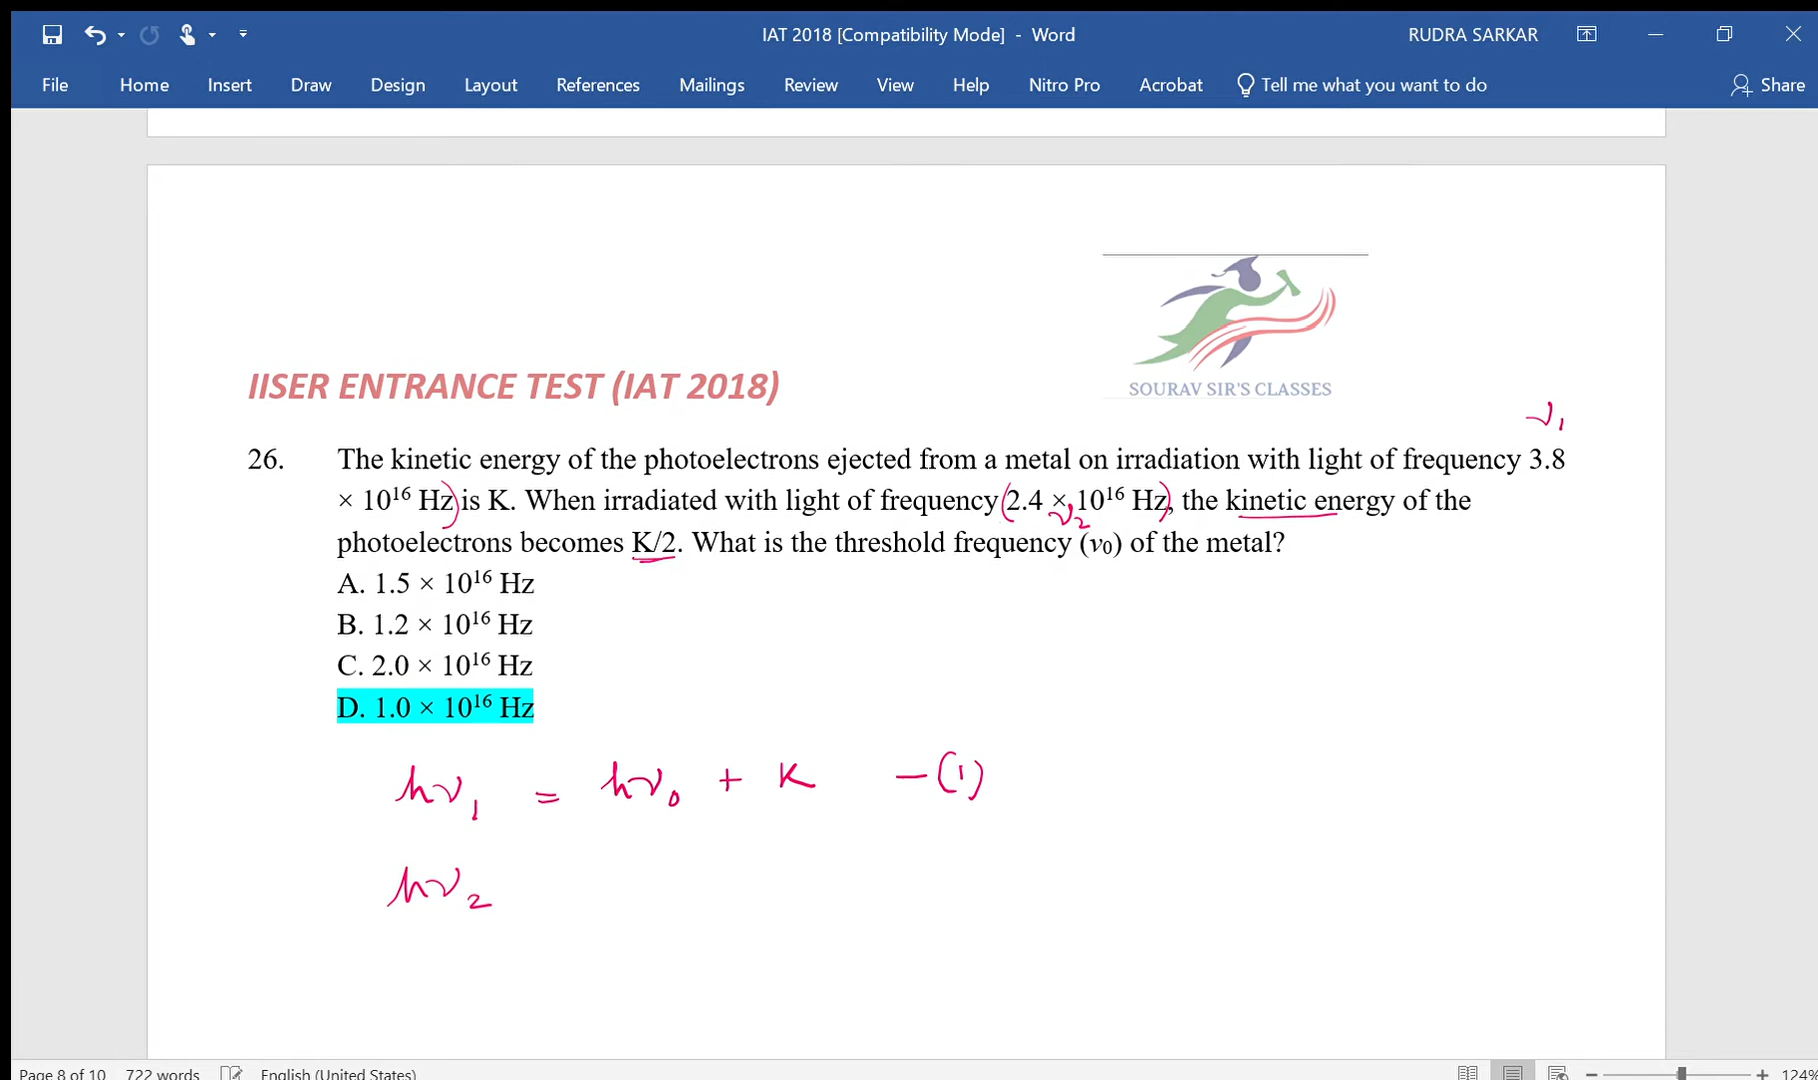 IAT 2018 [Compatibility Mode] - Word
RUDRA SARKAR
File Home Insert Draw Design Layout References Mailings Review View Help Nitro Pro Acrobat Tell me what you want to do Share
SOURAV SIR'S CLASSES
IISER ENTRANCE TEST (IAT 2018)
ν₁
26. The kinetic energy of the photoelectrons ejected from a metal on irradiation with light of frequency 3.8
× 10¹⁶ Hz) is K. When irradiated with light of frequency (2.4 × 10¹⁶ Hz), the kinetic energy of the
ν₂
photoelectrons becomes K/2. What is the threshold frequency (ν₀) of the metal?
A. 1.5 × 10¹⁶ Hz
B. 1.2 × 10¹⁶ Hz
C. 2.0 × 10¹⁶ Hz
D. 1.0 × 10¹⁶ Hz
hν₁ = hν₀ + K —(1)
hν₂
Page 8 of 10 722 words English (United States) 124%